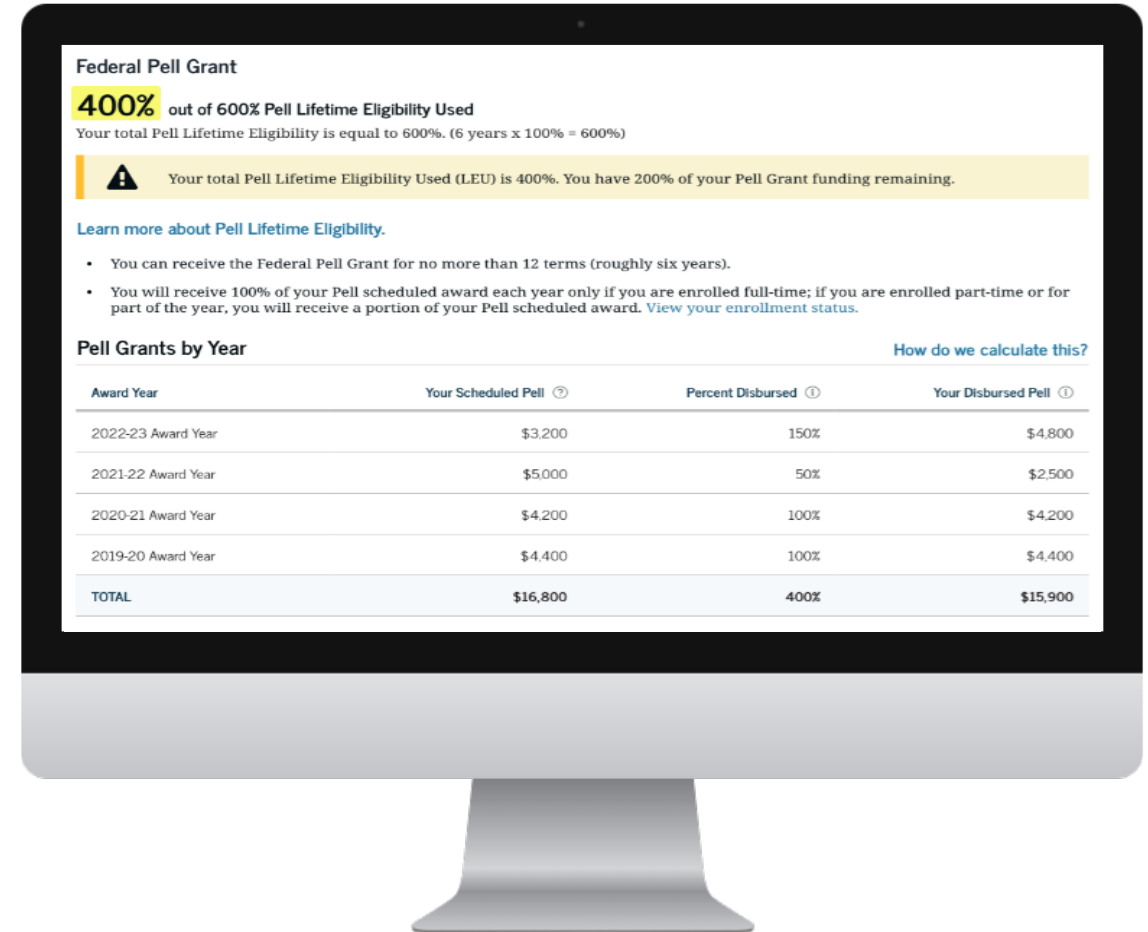 Federal Pell Grant
400% out of 600% Pell Lifetime Eligibility Used
Your total Pell Lifetime Eligibility is equal to 600%. (6 years x 100% = 600%)
Your total Pell Lifetime Eligibility Used (LEU) is 400%. You have 200% of your Pell Grant funding remaining.
Learn more about Pell Lifetime Eligibility.
• You can receive the Federal Pell Grant for no more than 12 terms (roughly six years).
• You will receive 100% of your Pell scheduled award each year only if you are enrolled full-time; if you are enrolled part-time or for
part of the year, you will receive a portion of your Pell scheduled award. View your enrollment status.
Pell Grants by Year How do we calculate this?
Award Year Your Scheduled Pell Percent Disbursed Your Disbursed Pell
2022-23 Award Year $3,200 150% $4,800
2021-22 Award Year $5,000 50% $2,500
2020-21 Award Year $4,200 100% $4,200
2019-20 Award Year $4,400 100% $4,400
TOTAL $16,800 400% $15,900